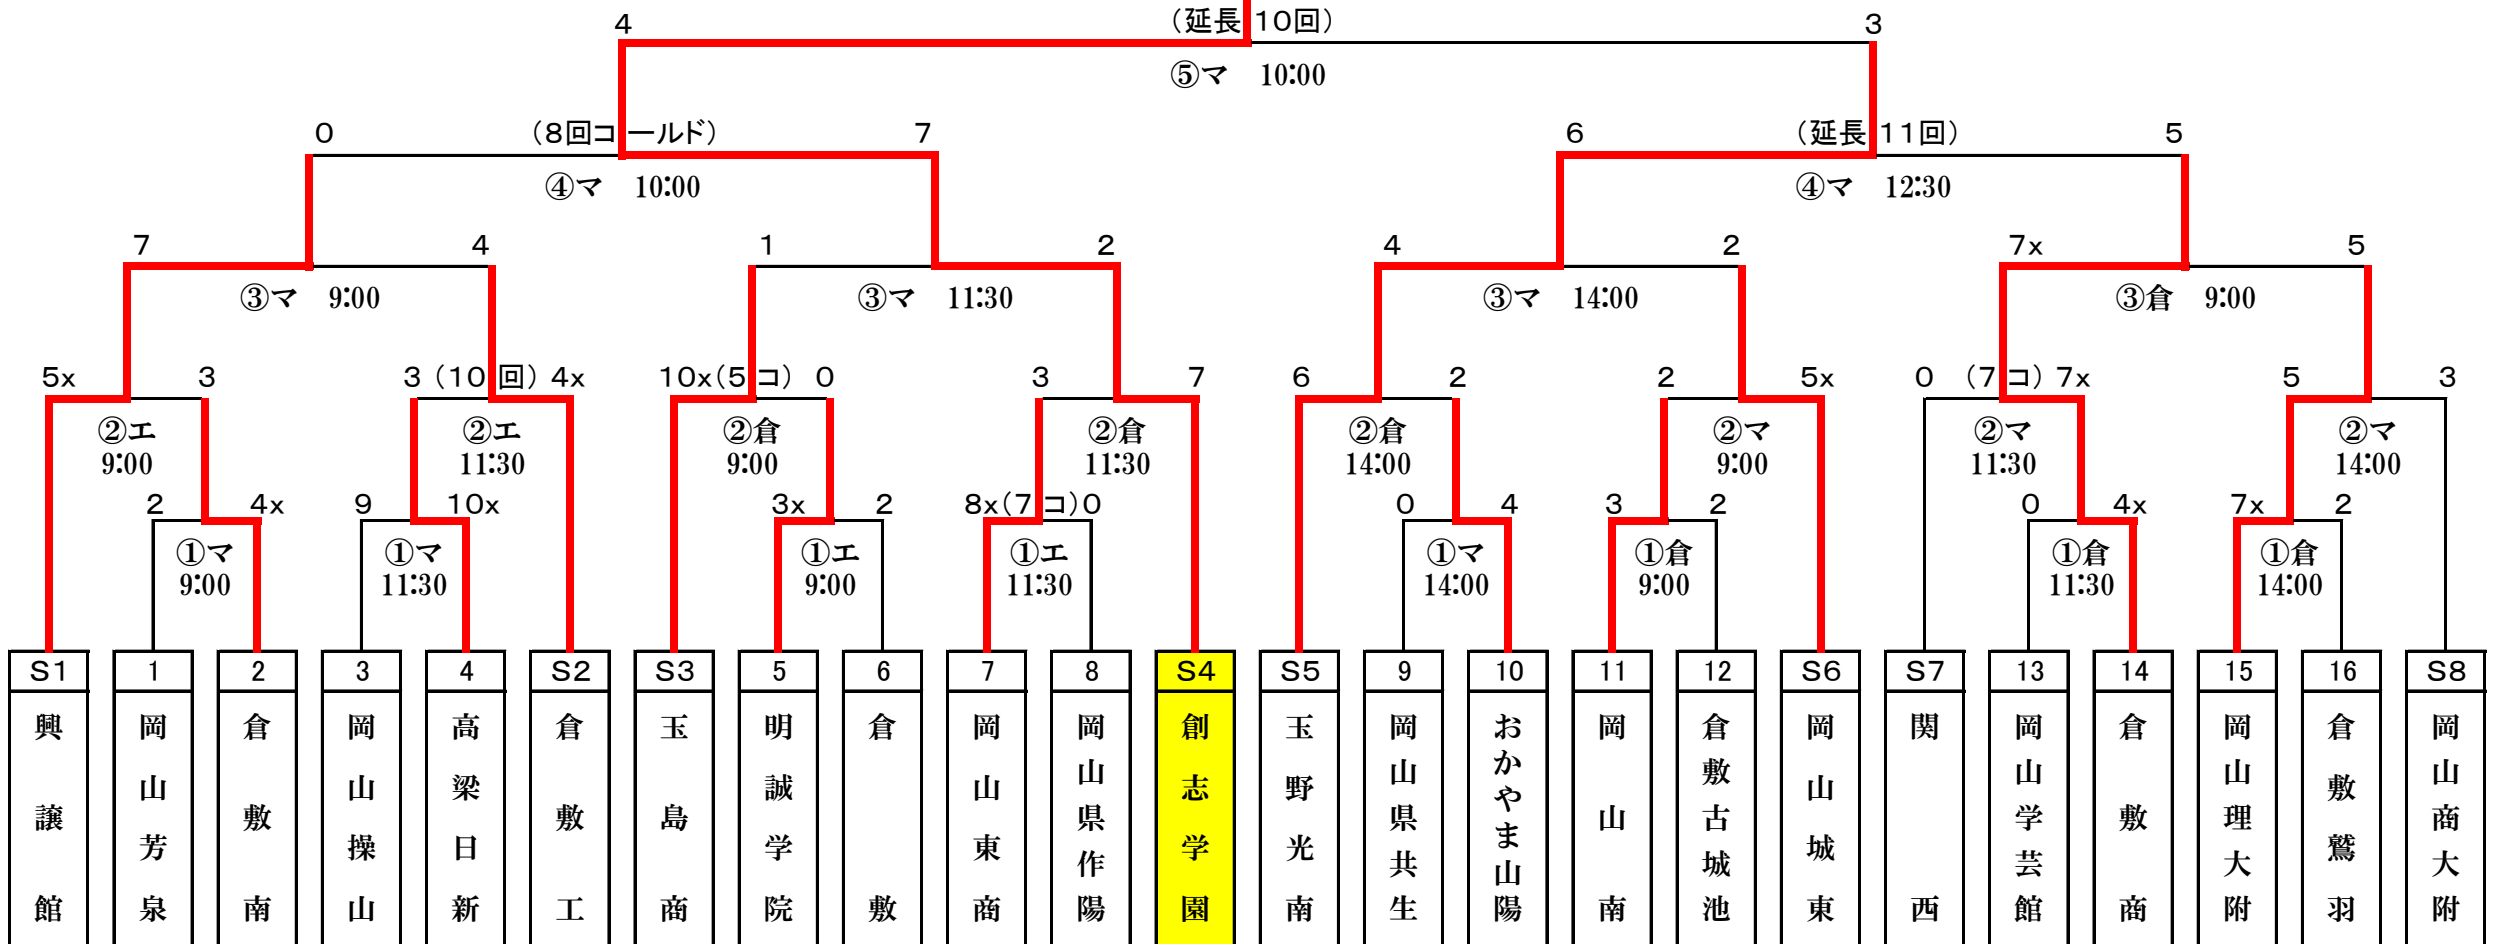 4 （延長 10回） 3
⑤マ 10:00
0 （8回コールド） 7 6 （延長 11回） 5
④マ 10:00 ④マ 12:30
7 4 1 2 4 2 7x 5
③マ 9:00 ③マ 11:30 ③マ 14:00 ③倉 9:00
5x 3 3（10回）4x 10x（5コ）0 3 7 6 2 2 5x 0（7コ）7x 5 3
②エ ②エ ②倉 ②倉 ②倉 ②マ ②マ ②マ
9:00 11:30 9:00 11:30 14:00 9:00 11:30 14:00
2 4x 9 10x 3x 2 8x（7コ）0 0 4 3 2 0 4x 7x 2
①マ ①マ ①エ ①エ ①マ ①倉 ①倉 ①倉
9:00 11:30 9:00 11:30 14:00 9:00 11:30 14:00
S1 1 2 3 4 S2 S3 5 6 7 8 S4 S5 9 10 11 12 S6 S7 13 14 15 16 S8
興譲館
岡山芳泉
倉敷南
岡山操山
高梁日新
倉敷工
玉島商
明誠学院
倉敷
岡山東商
岡山県作陽
創志学園
玉野光南
岡山県共生
おかやま山陽
岡山南
倉敷古城池
岡山城東
関西
岡山学芸館
倉敷商
岡山理大附
倉敷鷲羽
岡山商大附